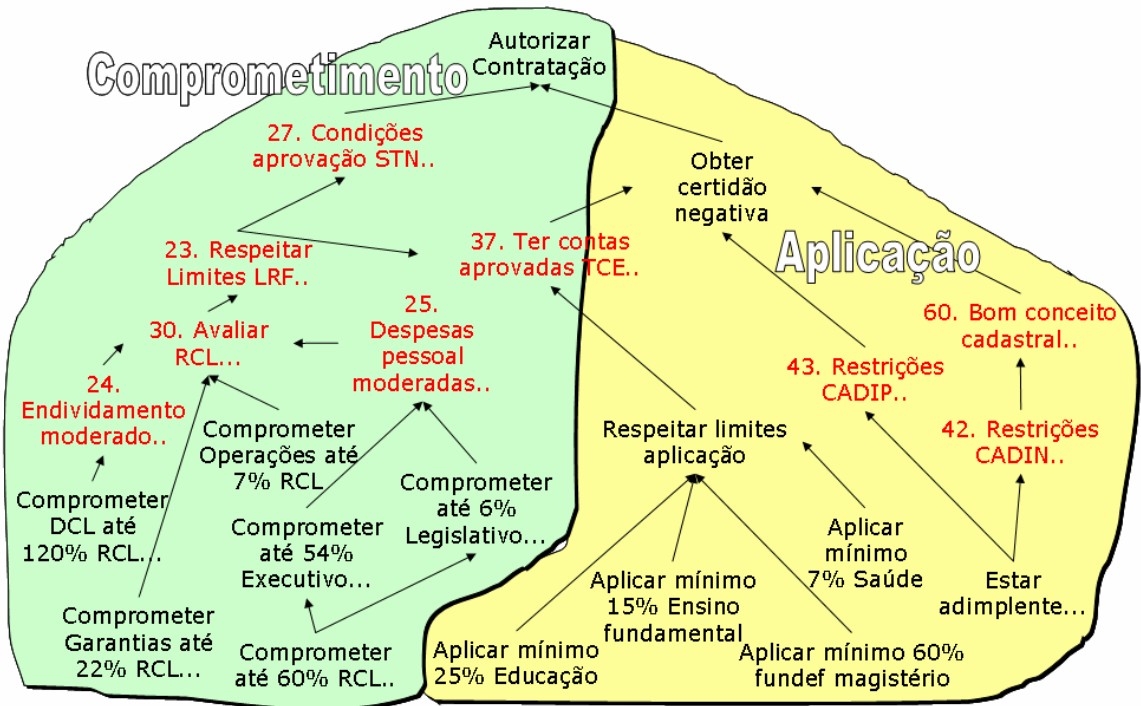 Comprometimento
Autorizar
Contratação
27. Condições
aprovação STN..
Obter
certidão
negativa
23. Respeitar
Limites LRF..
37. Ter contas
aprovadas TCE..
Aplicação
30. Avaliar
RCL...
25.
Despesas
pessoal
moderadas..
60. Bom conceito
cadastral..
43. Restrições
CADIP..
24.
Endividamento
moderado..
Comprometer
Operações até
7% RCL
Respeitar limites
aplicação
42. Restrições
CADIN..
Comprometer
DCL até
120% RCL...
Comprometer
até 6%
Legislativo...
Comprometer
até 54%
Executivo...
Aplicar
mínimo
7% Saúde
Aplicar mínimo
15% Ensino
fundamental
Estar
adimplente...
Comprometer
Garantias até
22% RCL...
Comprometer
até 60% RCL..
Aplicar mínimo
25% Educação
Aplicar mínimo 60%
fundef magistério